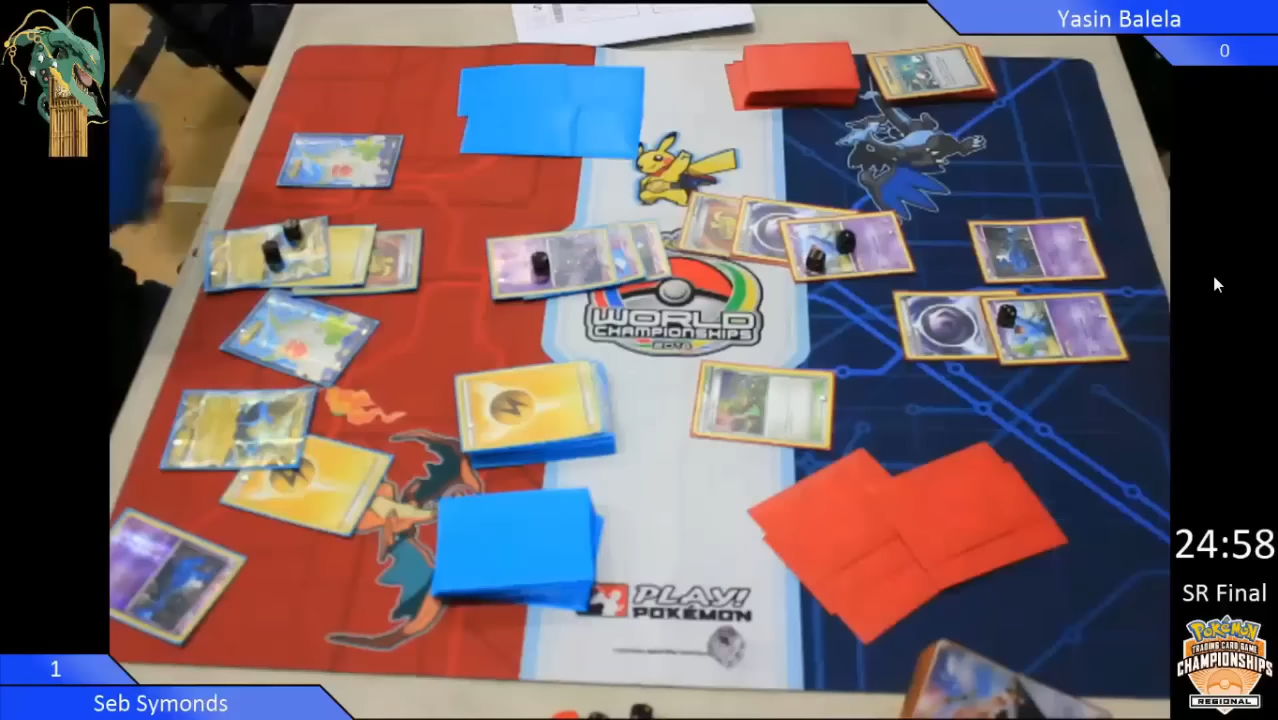 Yasin Balela
0
WORLD
CHAMPIONSHIPS
2014
24:58
SR Final
PLAY!
POKÉMON
Pokémon
TRADING CARD GAME
CHAMPIONSHIPS
REGIONAL
1
Seb Symonds